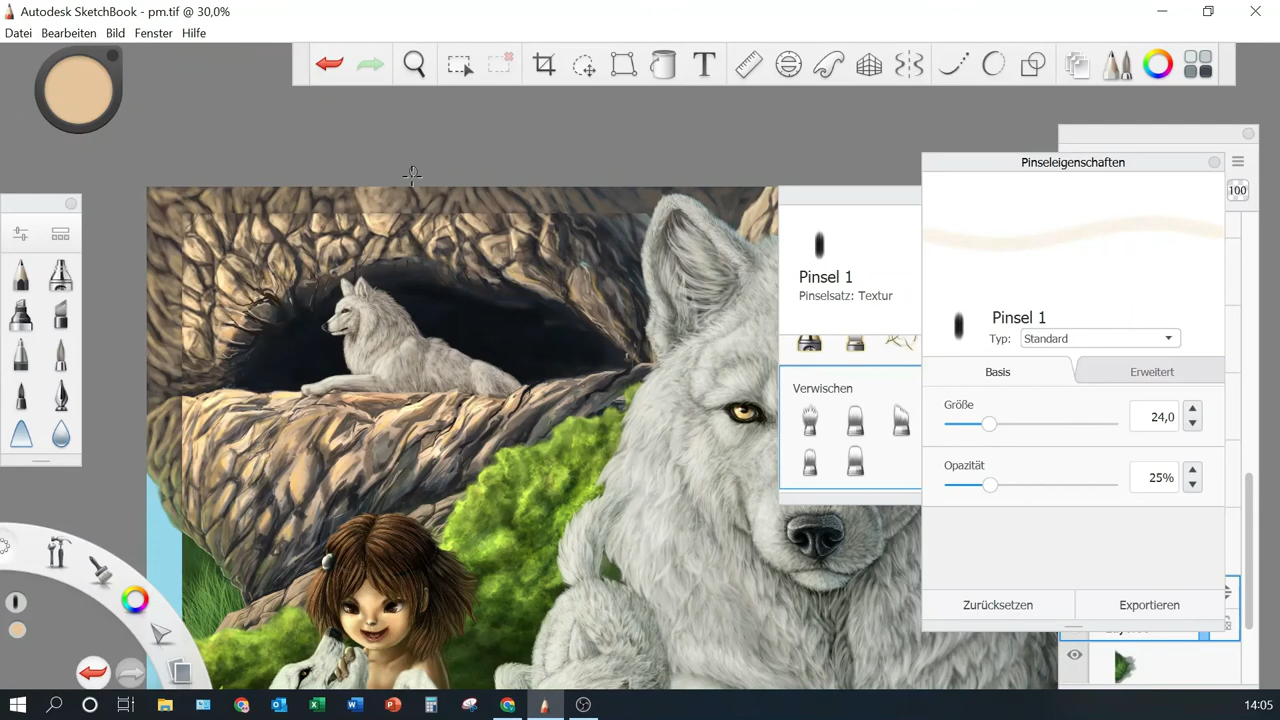 Autodesk SketchBook - pm.tif @ 30,0%
Datei Bearbeiten Bild Fenster Hilfe
T
Pinseleigenschaften
100
Pinsel 1
Pinselsatz: Textur
Pinsel 1
Typ: Standard
Basis Erweitert
Verwischen
Größe
24,0
Opazität
25%
Zurücksetzen Exportieren
14:05